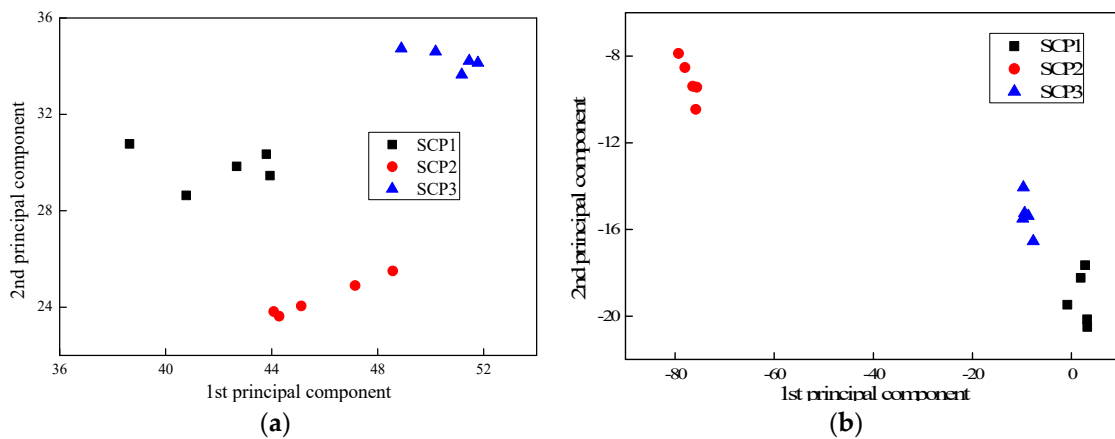 36
32
28
24
2nd principal component
SCP1
SCP2
SCP3
36
40
44
48
52
1st principal component
(a)
-8
-12
-16
-20
2nd principal component
SCP1
SCP2
SCP3
-80
-60
-40
-20
0
1st principal component
(b)